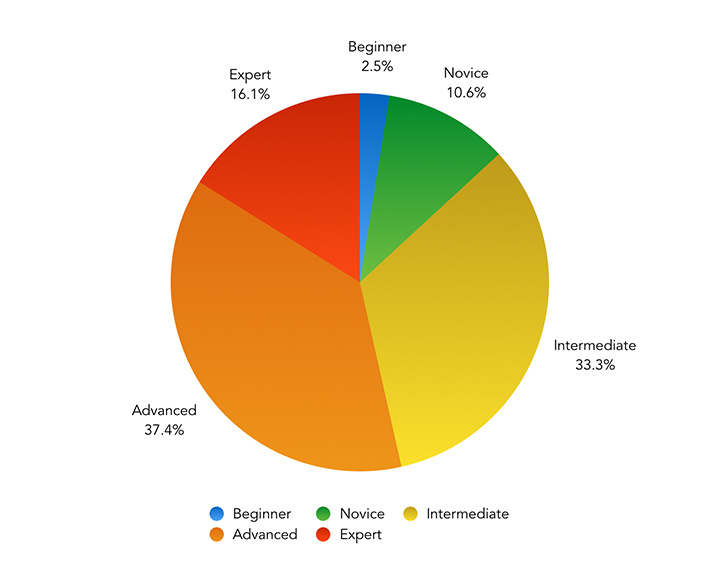 Beginner
2.5%
Novice
10.6%
Expert
16.1%
Intermediate
33.3%
Advanced
37.4%
Beginner Novice Intermediate
Advanced Expert